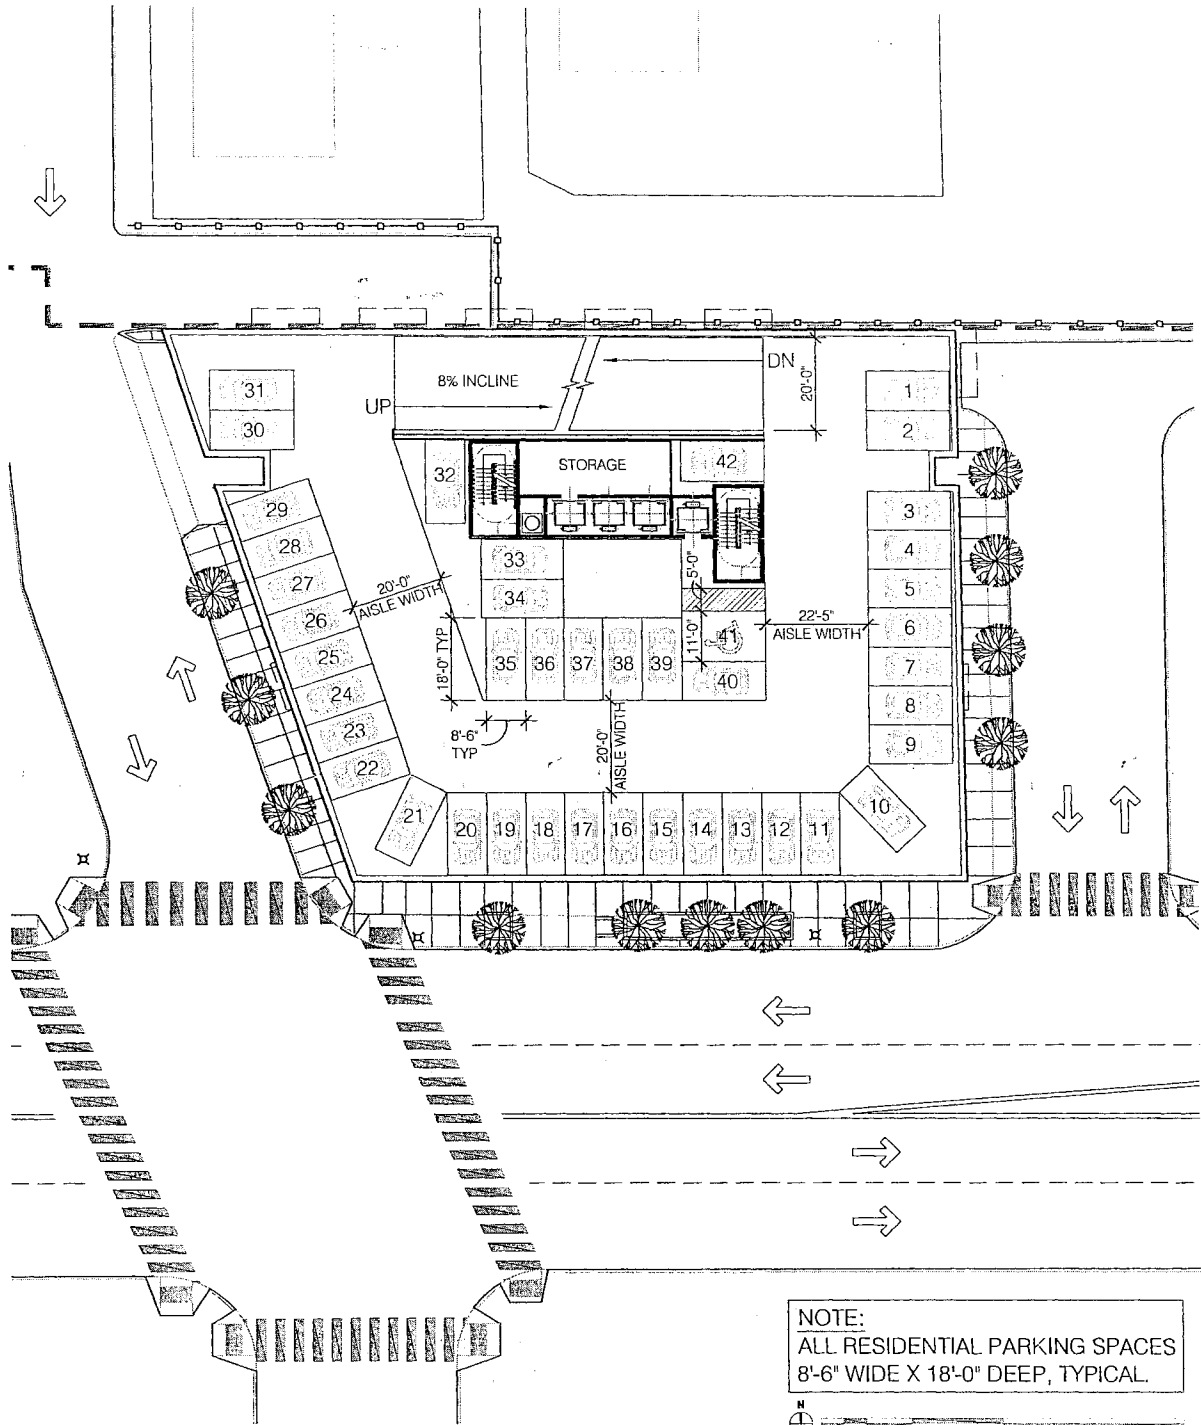 DN
8% INCLINE
UP
20'-0"
31
30
1
2
32
STORAGE
42
29
28
27
26
25
24
23
22
3
4
5
6
7
8
9
33
34
20'-0"
AISLE WIDTH
5'-0"
11'-0"
41
40
22'-5"
AISLE WIDTH
18'-0" TYP
35 36 37 38 39
8'-6"
TYP
20'-0"
AISLE WIDTH
21
20 19 18 17 16 15 14 13 12 11
10
NOTE:
ALL RESIDENTIAL PARKING SPACES
8'-6" WIDE X 18'-0" DEEP, TYPICAL.
N